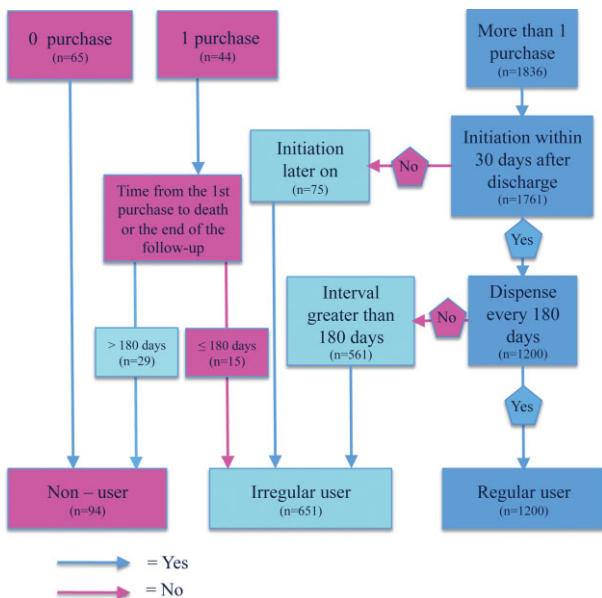 0 purchase
(n=65)
1 purchase
(n=44)
More than 1
purchase
(n=1836)
Initiation
later on
(n=75)
No
Initiation within
30 days after
discharge
(n=1761)
Time from the 1st
purchase to death
or the end of the
follow-up
Yes
Interval
greater than
180 days
(n=561)
No
Dispense
every 180
days
(n=1200)
> 180 days
(n=29)
≤ 180 days
(n=15)
Yes
Non – user
(n=94)
Irregular user
(n=651)
Regular user
(n=1200)
= Yes
= No